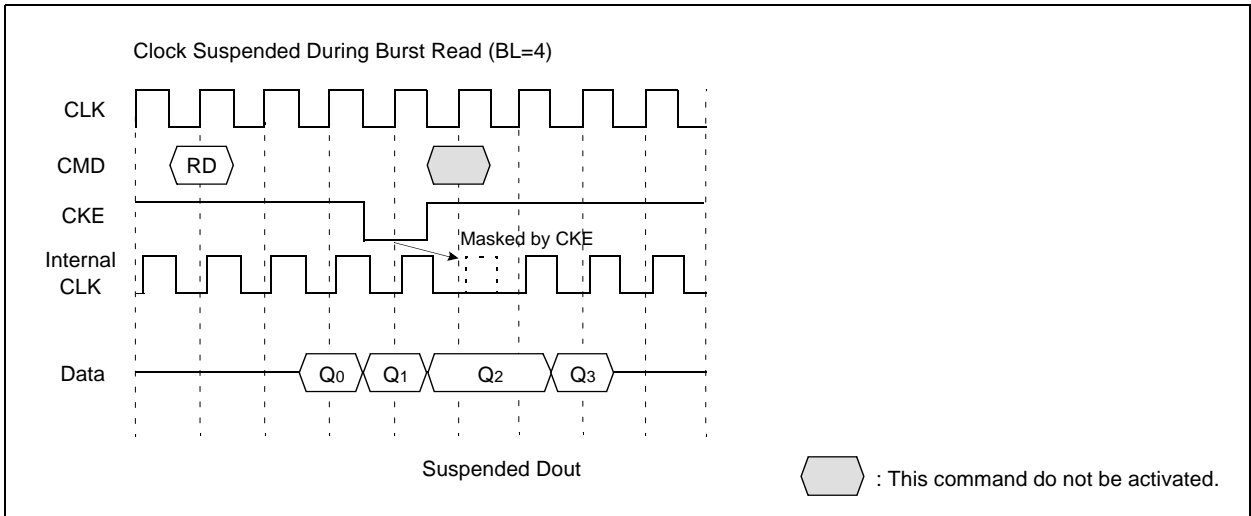 Clock Suspended During Burst Read (BL=4)
CLK
CMD
RD
CKE
Masked by CKE
Internal
CLK
Data
Q0
Q1
Q2
Q3
Suspended Dout
: This command do not be activated.